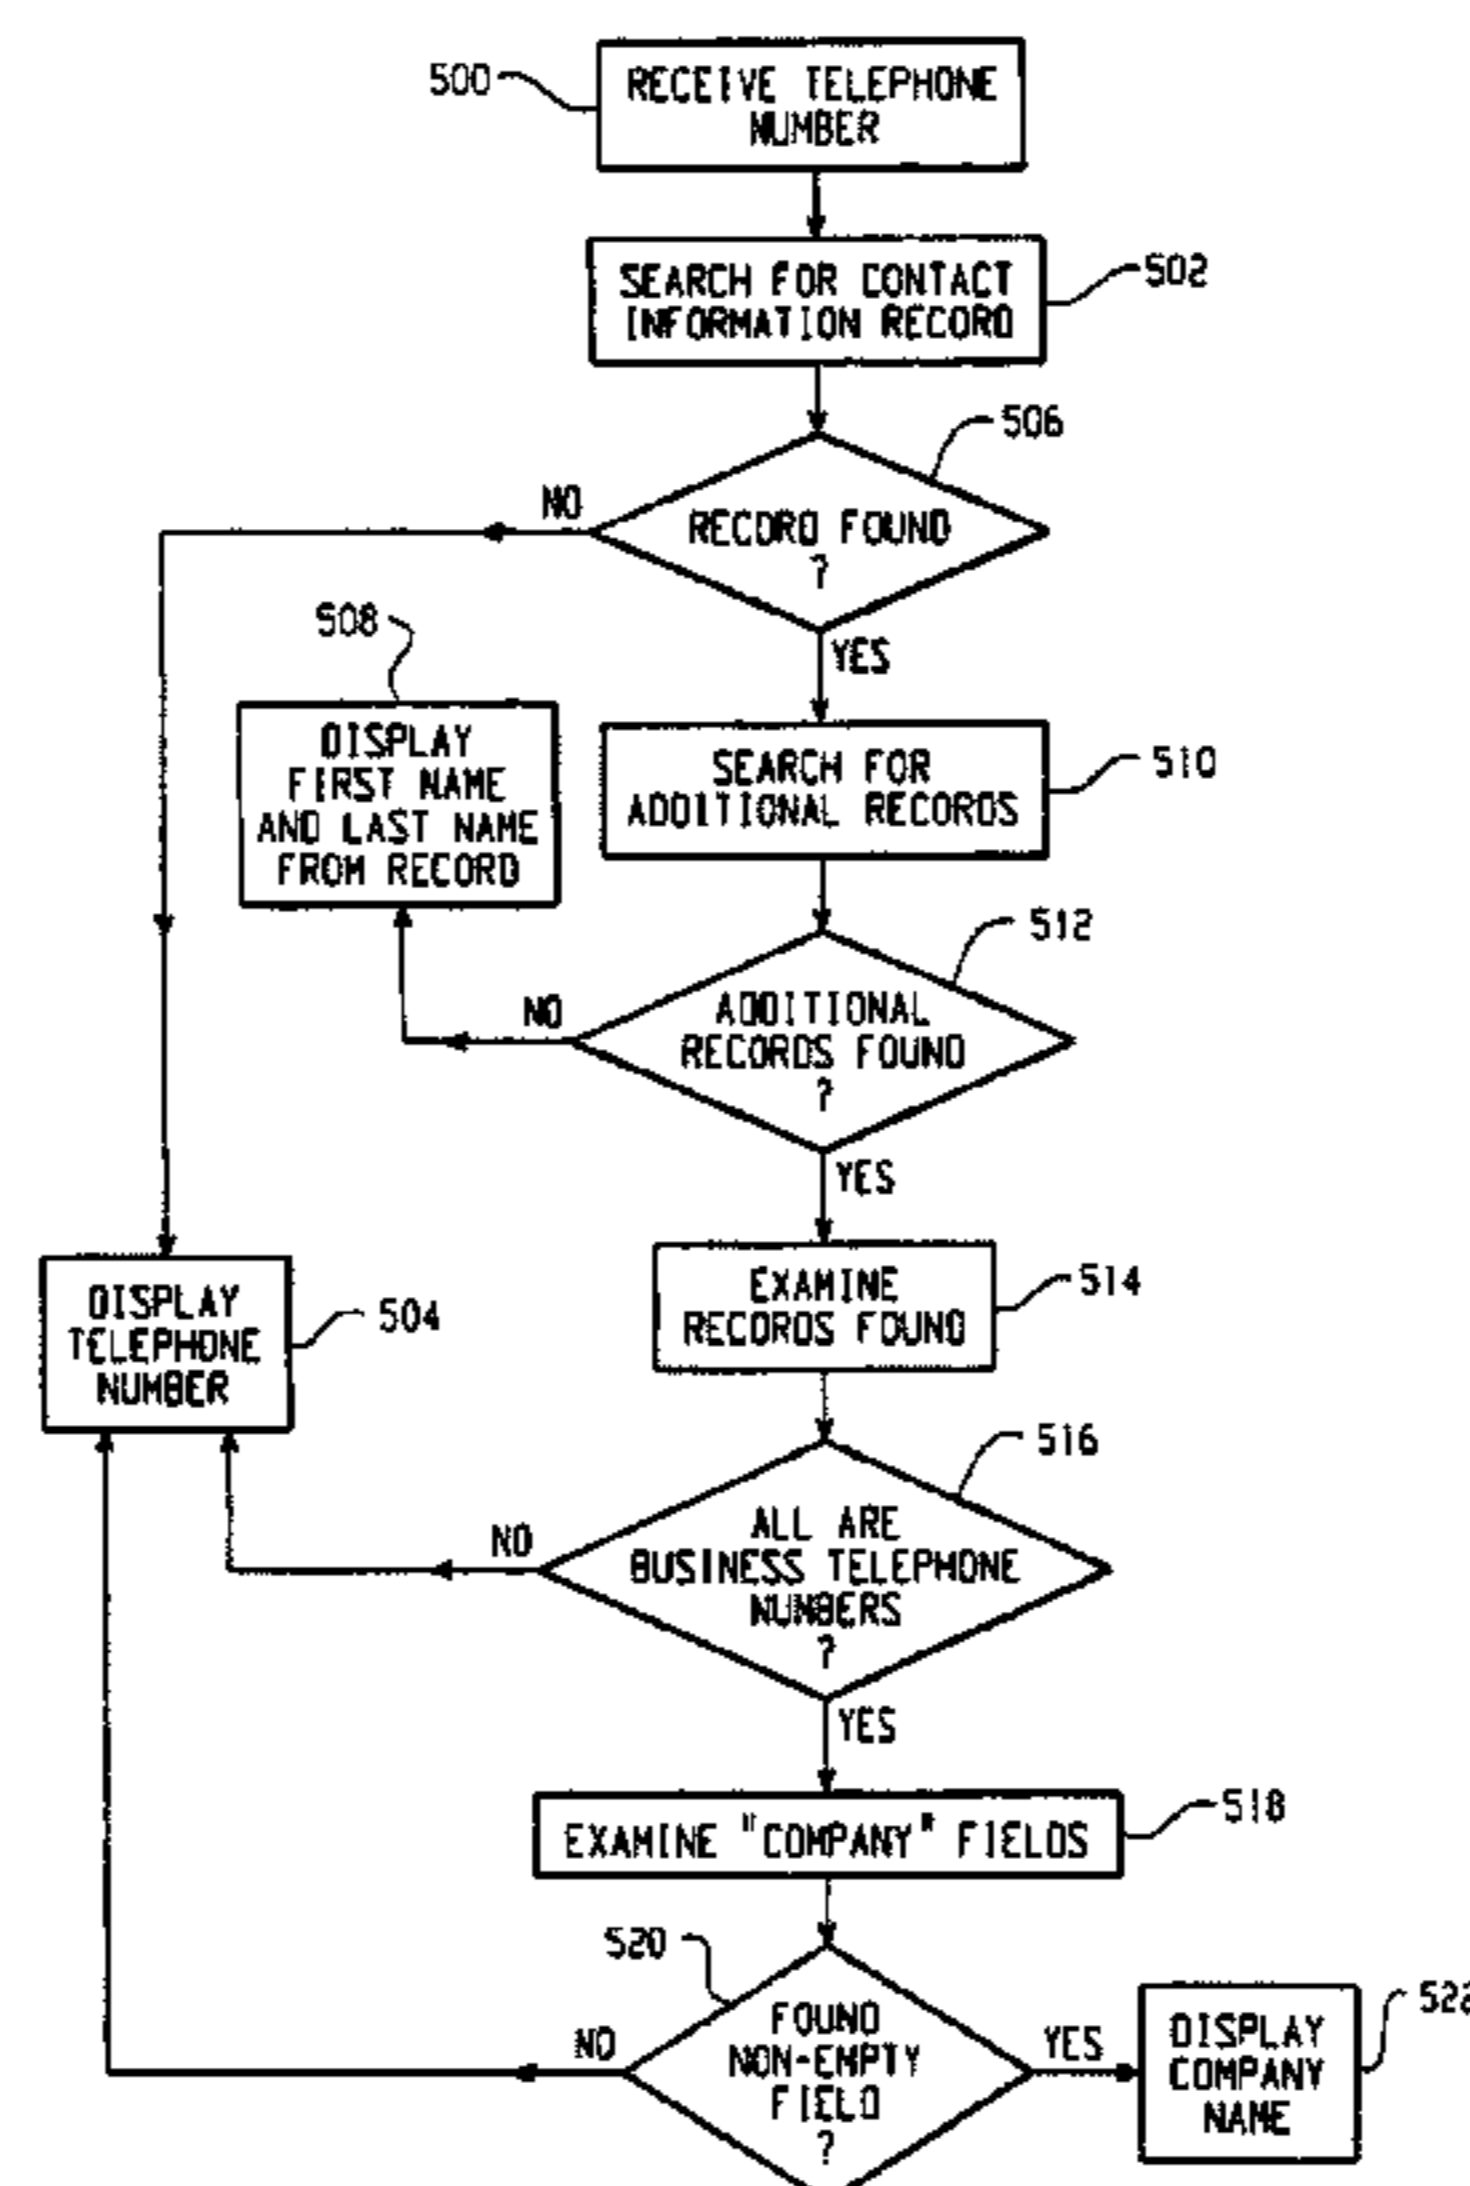 500
RECEIVE TELEPHONE
NUMBER
SEARCH FOR CONTACT
INFORMATION RECORD
502
506
NO
RECORD FOUND
?
YES
508
DISPLAY
FIRST NAME
AND LAST NAME
FROM RECORD
SEARCH FOR
ADDITIONAL RECORDS
510
512
NO
ADDITIONAL
RECORDS FOUND
?
YES
DISPLAY
TELEPHONE
NUMBER
504
EXAMINE
RECORDS FOUND
514
516
NO
ALL ARE
BUSINESS TELEPHONE
NUMBERS
?
YES
EXAMINE "COMPANY" FIELDS
518
520
NO
FOUND
NON-EMPTY
FIELD
?
YES
DISPLAY
COMPANY
NAME
522